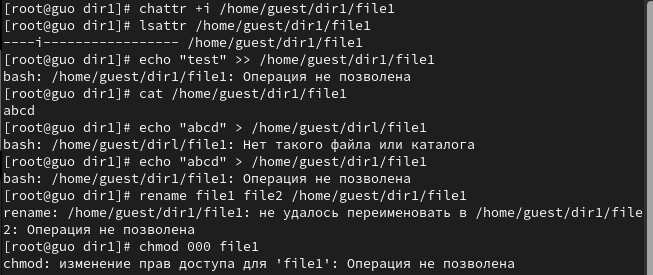 [root@guo dir1]# chattr +i /home/guest/dir1/file1
[root@guo dir1]# lsattr /home/guest/dir1/file1
----i----------------- /home/guest/dir1/file1
[root@guo dir1]# echo "test" >> /home/guest/dir1/file1
bash: /home/guest/dir1/file1: Операция не позволена
[root@guo dir1]# cat /home/guest/dir1/file1
abcd
[root@guo dir1]# echo "abcd" > /home/guest/dirl/file1
bash: /home/guest/dirl/file1: Нет такого файла или каталога
[root@guo dir1]# echo "abcd" > /home/guest/dir1/file1
bash: /home/guest/dir1/file1: Операция не позволена
[root@guo dir1]# rename file1 file2 /home/guest/dir1/file1
rename: /home/guest/dir1/file1: не удалось переименовать в /home/guest/dir1/file
2: Операция не позволена
[root@guo dir1]# chmod 000 file1
chmod: изменение прав доступа для 'file1': Операция не позволена